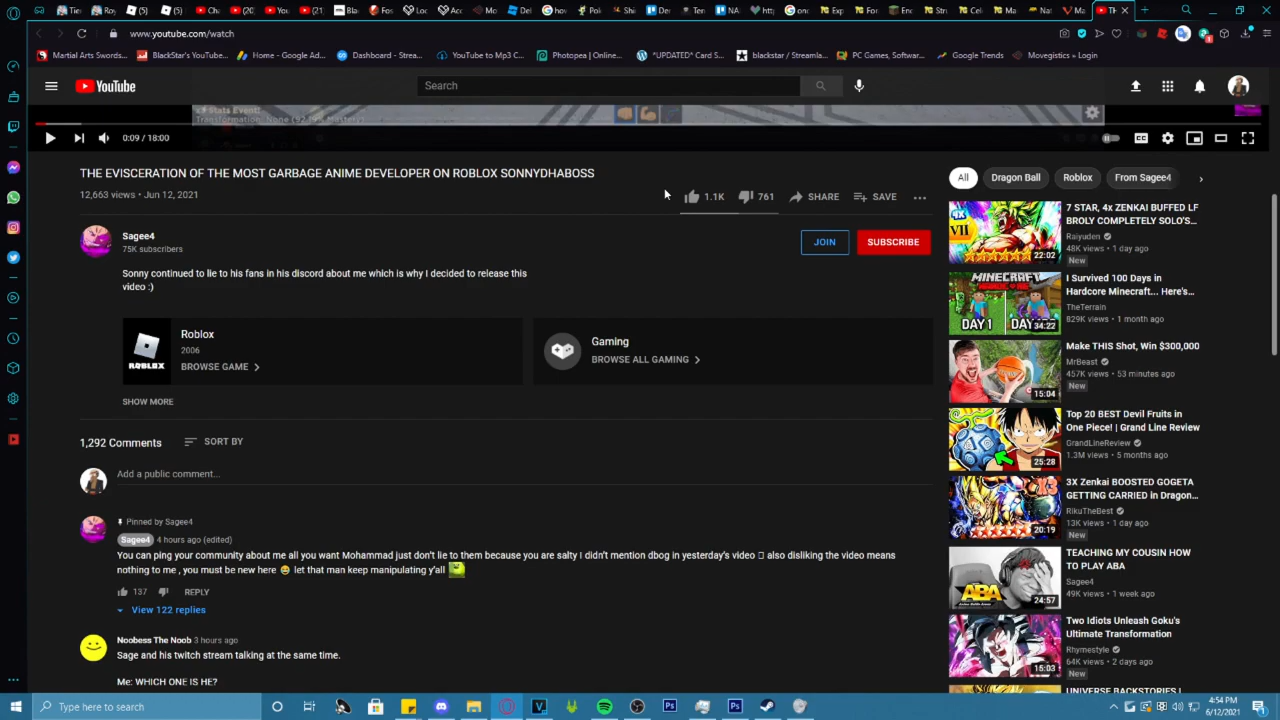 www.youtube.com/watch
Martial Arts Swords...
BlackStar's YouTube...
Home - Google Ad...
Dashboard - Strea...
YouTube to Mp3 C...
Photopea | Online...
*UPDATED* Card S...
blackstar / Streamla...
PC Games, Softwar...
Google Trends
Movegistics » Login
YouTube
Search
Stats Event!
Transformation: None
0:09 / 18:00
THE EVISCERATION OF THE MOST GARBAGE ANIME DEVELOPER ON ROBLOX SONNYDHABOSS
12,663 views • Jun 12, 2021
1.1K
761
SHARE
SAVE
Sagee4
75K subscribers
JOIN
SUBSCRIBE
Sonny continued to lie to his fans in his discord about me which is why I decided to release this
video :)
ROBLOX
Roblox
2006
BROWSE GAME
Gaming
BROWSE ALL GAMING
SHOW MORE
1,292 Comments
SORT BY
Add a public comment...
Pinned by Sagee4
Sagee4 4 hours ago (edited)
You can ping your community about me all you want Mohammad just don't lie to them because you are salty I didn't mention dbog in yesterday's video also disliking the video means
nothing to me , you must be new here 😂 let that man keep manipulating y'all
137
REPLY
View 122 replies
Noobess The Noob 3 hours ago
Sage and his twitch stream talking at the same time.
Me: WHICH ONE IS HE?
All
Dragon Ball
Roblox
From Sagee4
4X
VII
22:02
7 STAR, 4x ZENKAI BUFFED LF
BROLY COMPLETELY SOLO'S...
Raiyuden
48K views • 1 day ago
New
MINECRAFT
DAY 1
34:22
I Survived 100 Days in
Hardcore Minecraft... Here's...
TheTerrain
829K views • 1 month ago
15:04
Make THIS Shot, Win $300,000
MrBeast
457K views • 53 minutes ago
New
25:28
Top 20 BEST Devil Fruits in
One Piece! | Grand Line Review
GrandLineReview
1.3M views • 5 months ago
20:19
3X Zenkai BOOSTED GOGETA
GETTING CARRIED in Dragon...
RikuTheBest
13K views • 1 day ago
New
ABA
24:57
TEACHING MY COUSIN HOW
TO PLAY ABA
Sagee4
49K views • 1 week ago
15:03
Two Idiots Unleash Goku's
Ultimate Transformation
Rhymestyle
64K views • 2 days ago
New
UNIVERSE BACKSTORIES |
Type here to search
4:54 PM
6/12/2021